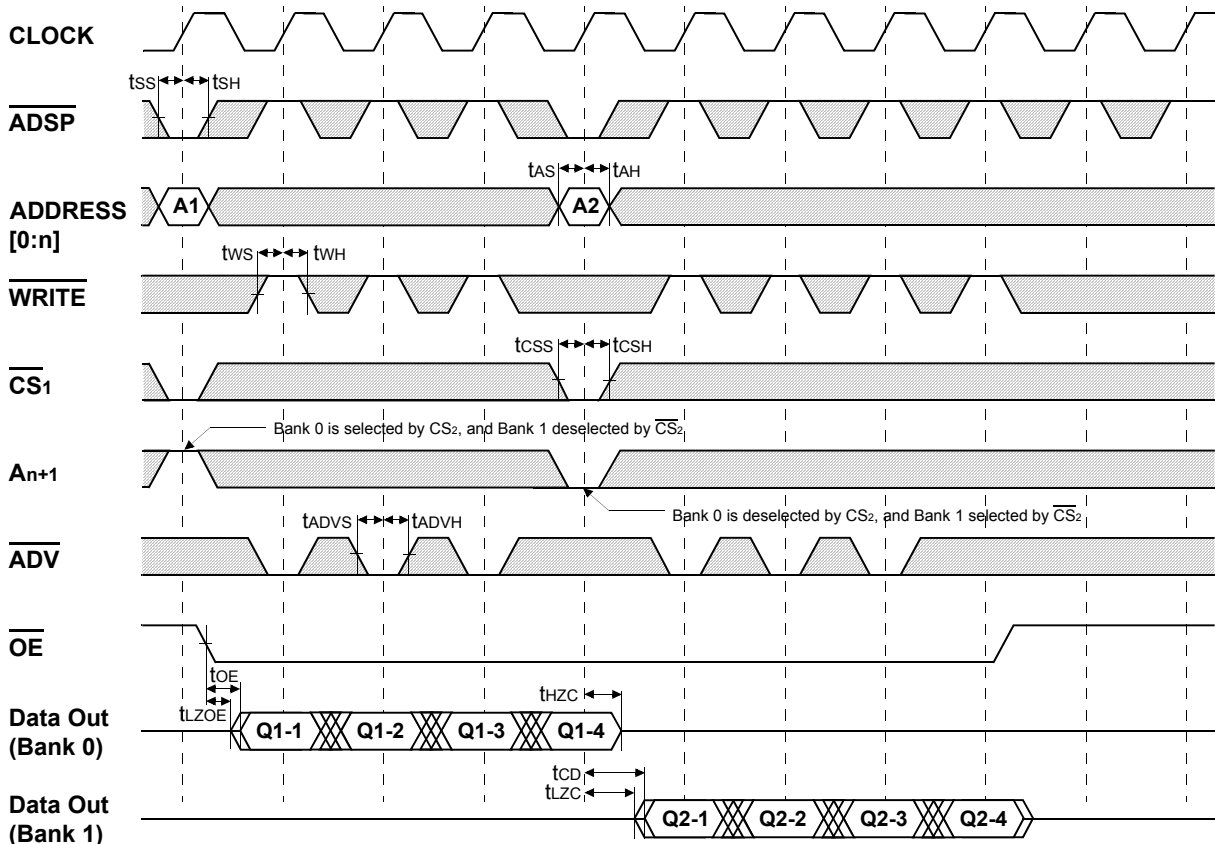 CLOCK
tSS tSH
ADSP
tAS tAH
ADDRESS
[0:n]
A1 A2
tWS tWH
WRITE
tCSS tCSH
CS1
Bank 0 is selected by CS2, and Bank 1 deselected by CS2
An+1
Bank 0 is deselected by CS2, and Bank 1 selected by CS2
tADVS tADVH
ADV
OE
tOE
tLZOE
tHZC
Data Out
(Bank 0)
Q1-1 Q1-2 Q1-3 Q1-4
tCD
tLZC
Data Out
(Bank 1)
Q2-1 Q2-2 Q2-3 Q2-4